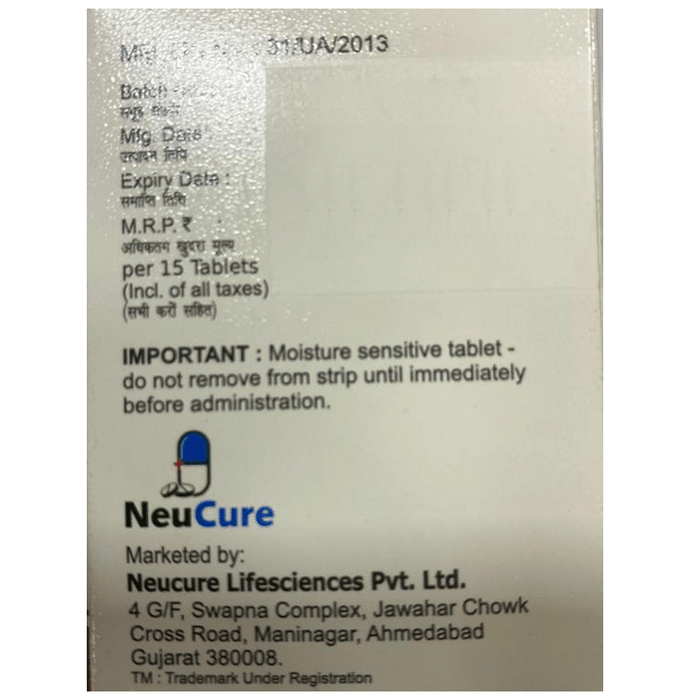 31/UA/2013
Batch
Mfg. Date
उत्पादन तिथि
Expiry Date :
समाप्ति तिथि
M.R.P. ₹
अधिकतम खुदरा मूल्य
per 15 Tablets
(Incl. of all taxes)
(सभी करों सहित)
IMPORTANT : Moisture sensitive tablet -
do not remove from strip until immediately
before administration.
NeuCure
Marketed by:
Neucure Lifesciences Pvt. Ltd.
4 G/F, Swapna Complex, Jawahar Chowk
Cross Road, Maninagar, Ahmedabad
Gujarat 380008.
TM : Trademark Under Registration